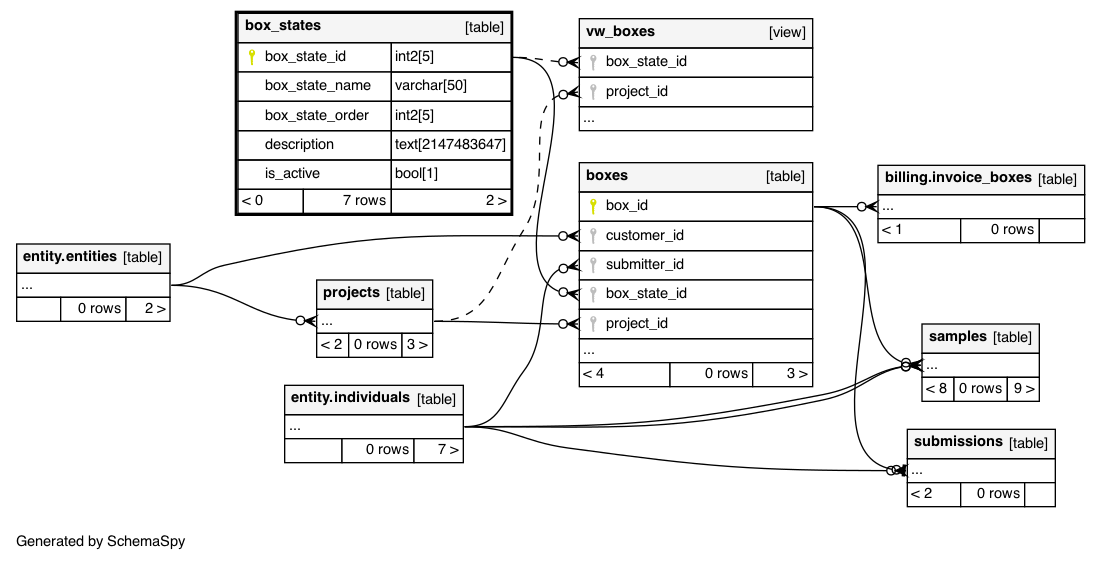 box_states [table]
box_state_id int2[5]
box_state_name varchar[50]
box_state_order int2[5]
description text[2147483647]
is_active bool[1]
< 0 7 rows 2 >
vw_boxes [view]
box_state_id
project_id
...
boxes [table]
box_id
customer_id
submitter_id
box_state_id
project_id
...
< 4 0 rows 3 >
billing.invoice_boxes [table]
...
< 1 0 rows
entity.entities [table]
...
0 rows 2 >
projects [table]
...
< 2 0 rows 3 >
samples [table]
...
< 8 0 rows 9 >
entity.individuals [table]
...
0 rows 7 >
submissions [table]
...
< 2 0 rows
Generated by SchemaSpy